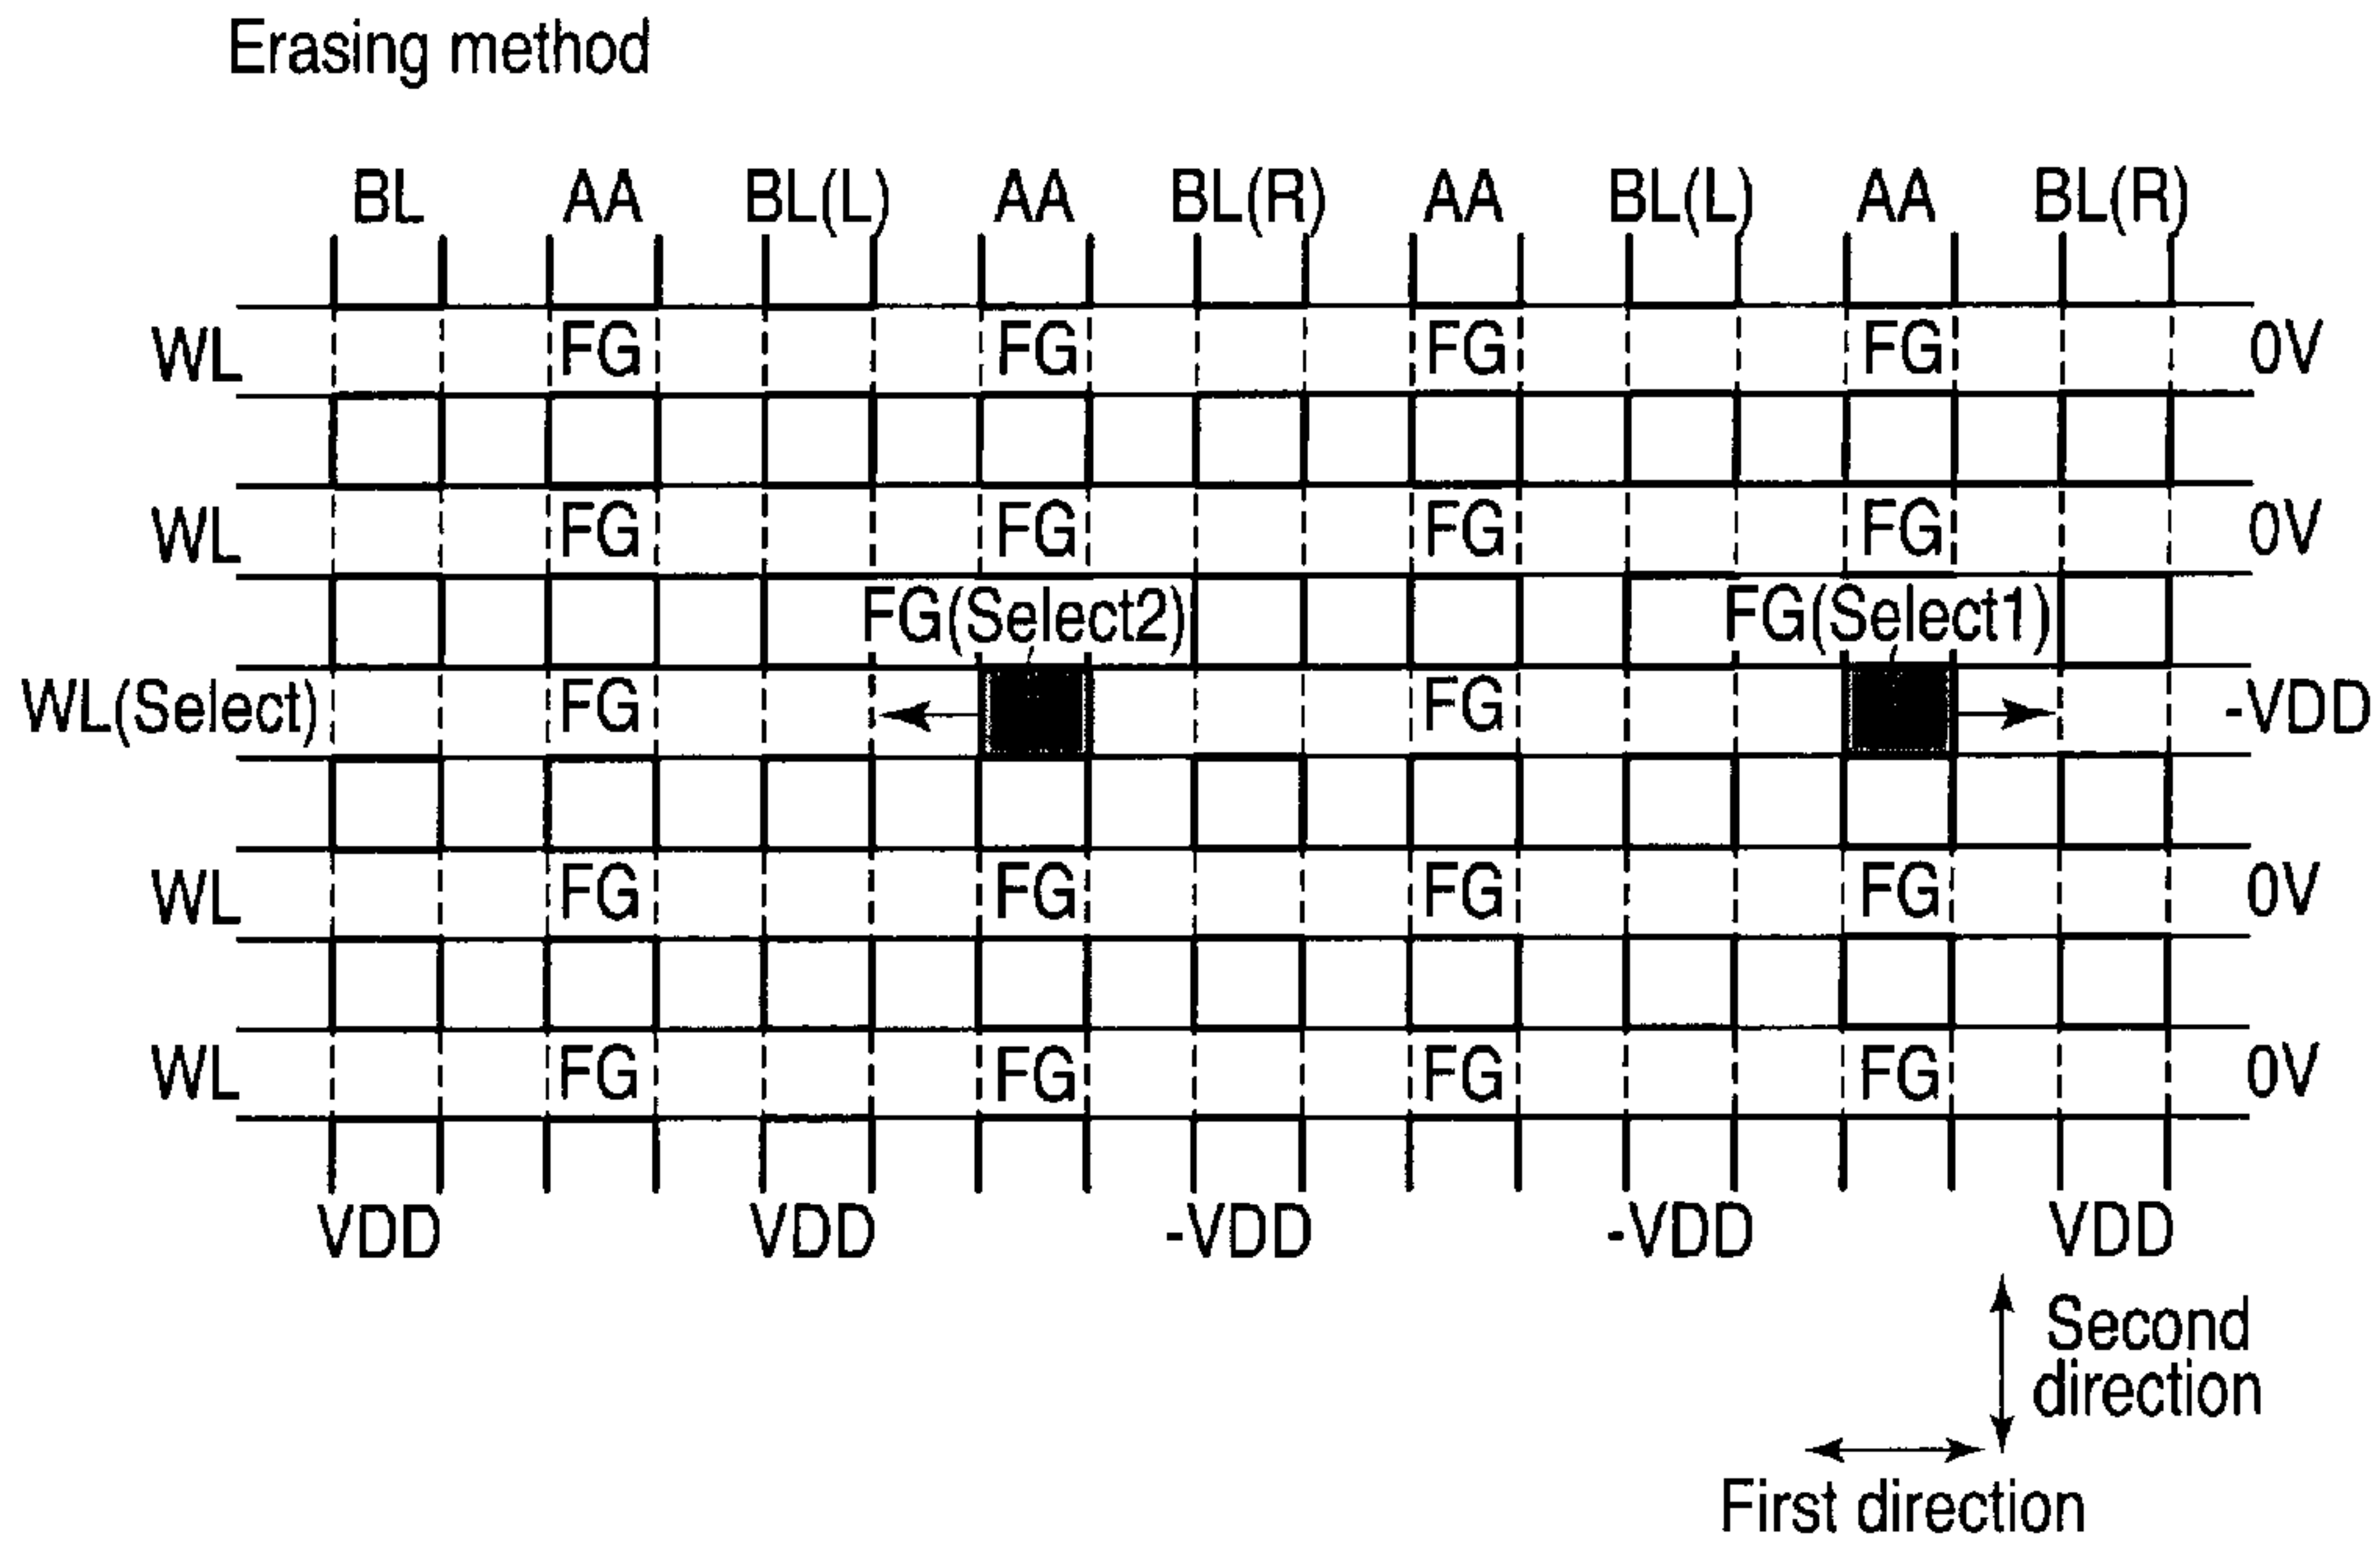 Erasing method
BL AA BL(L) AA BL(R) AA BL(L) AA BL(R)
WL FG FG FG FG 0V
WL FG FG FG FG 0V
FG(Select2) FG(Select1)
WL(Select) FG FG -VDD
WL FG FG FG FG 0V
WL FG FG FG FG 0V
VDD VDD -VDD -VDD VDD
Second
direction
First direction